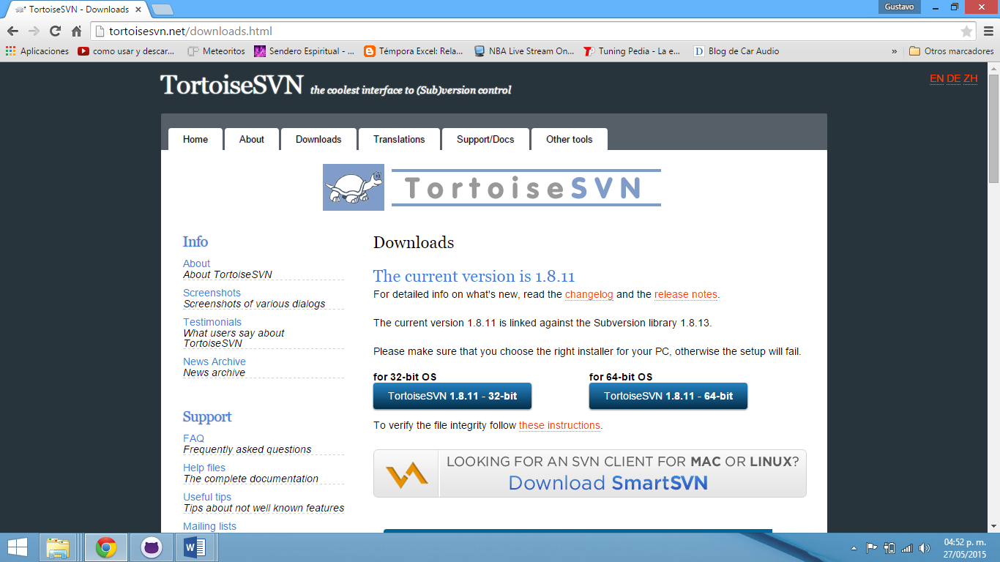 TortoiseSVN - Downloads
Gustavo
tortoisesvn.net/downloads.html
Aplicaciones
como usar y descar...
Meteoritos
Sendero Espiritual - ...
Témpora Excel: Rela...
NBA Live Stream On...
Tuning Pedia - La e...
Blog de Car Audio
»
Otros marcadores
TortoiseSVN the coolest interface to (Sub)version control
EN DE ZH
Home
About
Downloads
Translations
Support/Docs
Other tools
TortoiseSVN
Info
About
About TortoiseSVN
Screenshots
Screenshots of various dialogs
Testimonials
What users say about
TortoiseSVN
News Archive
News archive
Support
FAQ
Frequently asked questions
Help files
The complete documentation
Useful tips
Tips about not well known features
Mailing lists
Downloads
The current version is 1.8.11
For detailed info on what's new, read the changelog and the release notes.
The current version 1.8.11 is linked against the Subversion library 1.8.13.
Please make sure that you choose the right installer for your PC, otherwise the setup will fail.
for 32-bit OS
TortoiseSVN 1.8.11 - 32-bit
for 64-bit OS
TortoiseSVN 1.8.11 - 64-bit
To verify the file integrity follow these instructions.
LOOKING FOR AN SVN CLIENT FOR MAC OR LINUX?
Download SmartSVN
04:52 p. m.
27/05/2015